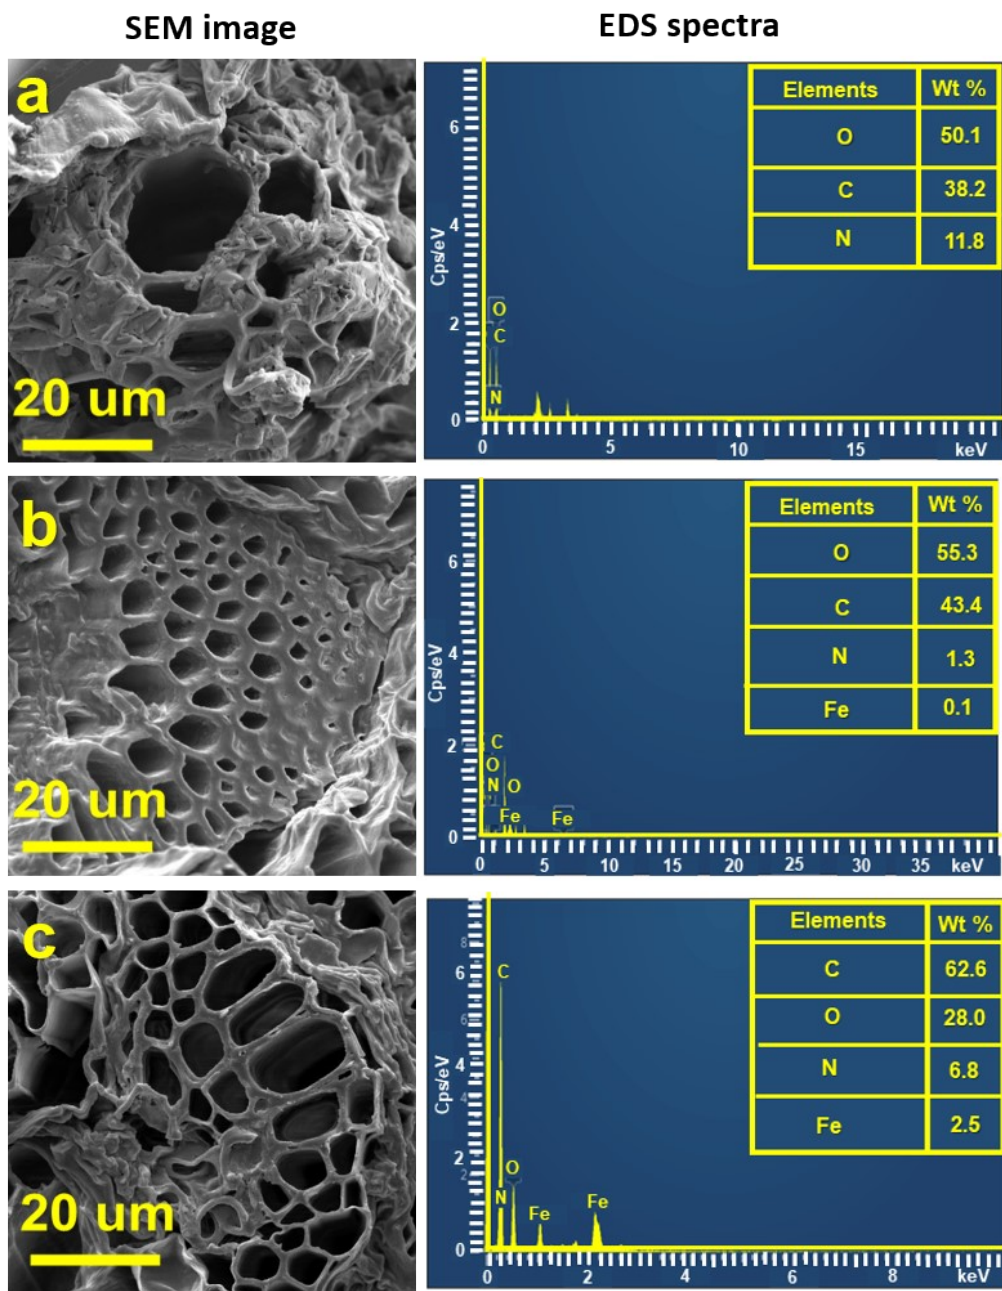 SEM image
EDS spectra
a
20 um
Cps/eV
6
4
2
0
O
C
N
0 5 10 15 keV
Elements Wt %
O 50.1
C 38.2
N 11.8
b
20 um
Cps/eV
6
4
2
0
C
O
N O
Fe Fe
0 5 10 15 20 25 30 35 keV
Elements Wt %
O 55.3
C 43.4
N 1.3
Fe 0.1
c
20 um
Cps/eV
8
6
6
4
4
2
2
0
C
O
N
Fe
Fe
0 2 4 6 8 keV
Elements Wt %
C 62.6
O 28.0
N 6.8
Fe 2.5